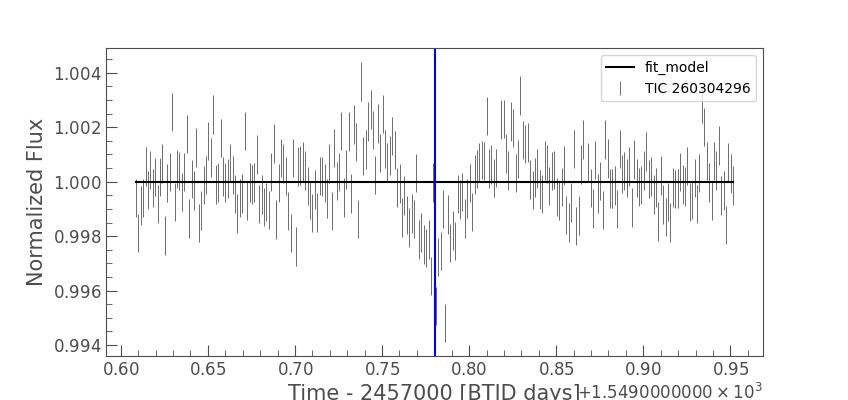 fit_model
TIC 260304296
Normalized Flux
1.004
1.002
1.000
0.998
0.996
0.994
0.60 0.65 0.70 0.75 0.80 0.85 0.90 0.95
Time - 2457000 [BTJD days]
+1.5490000000 × 10³